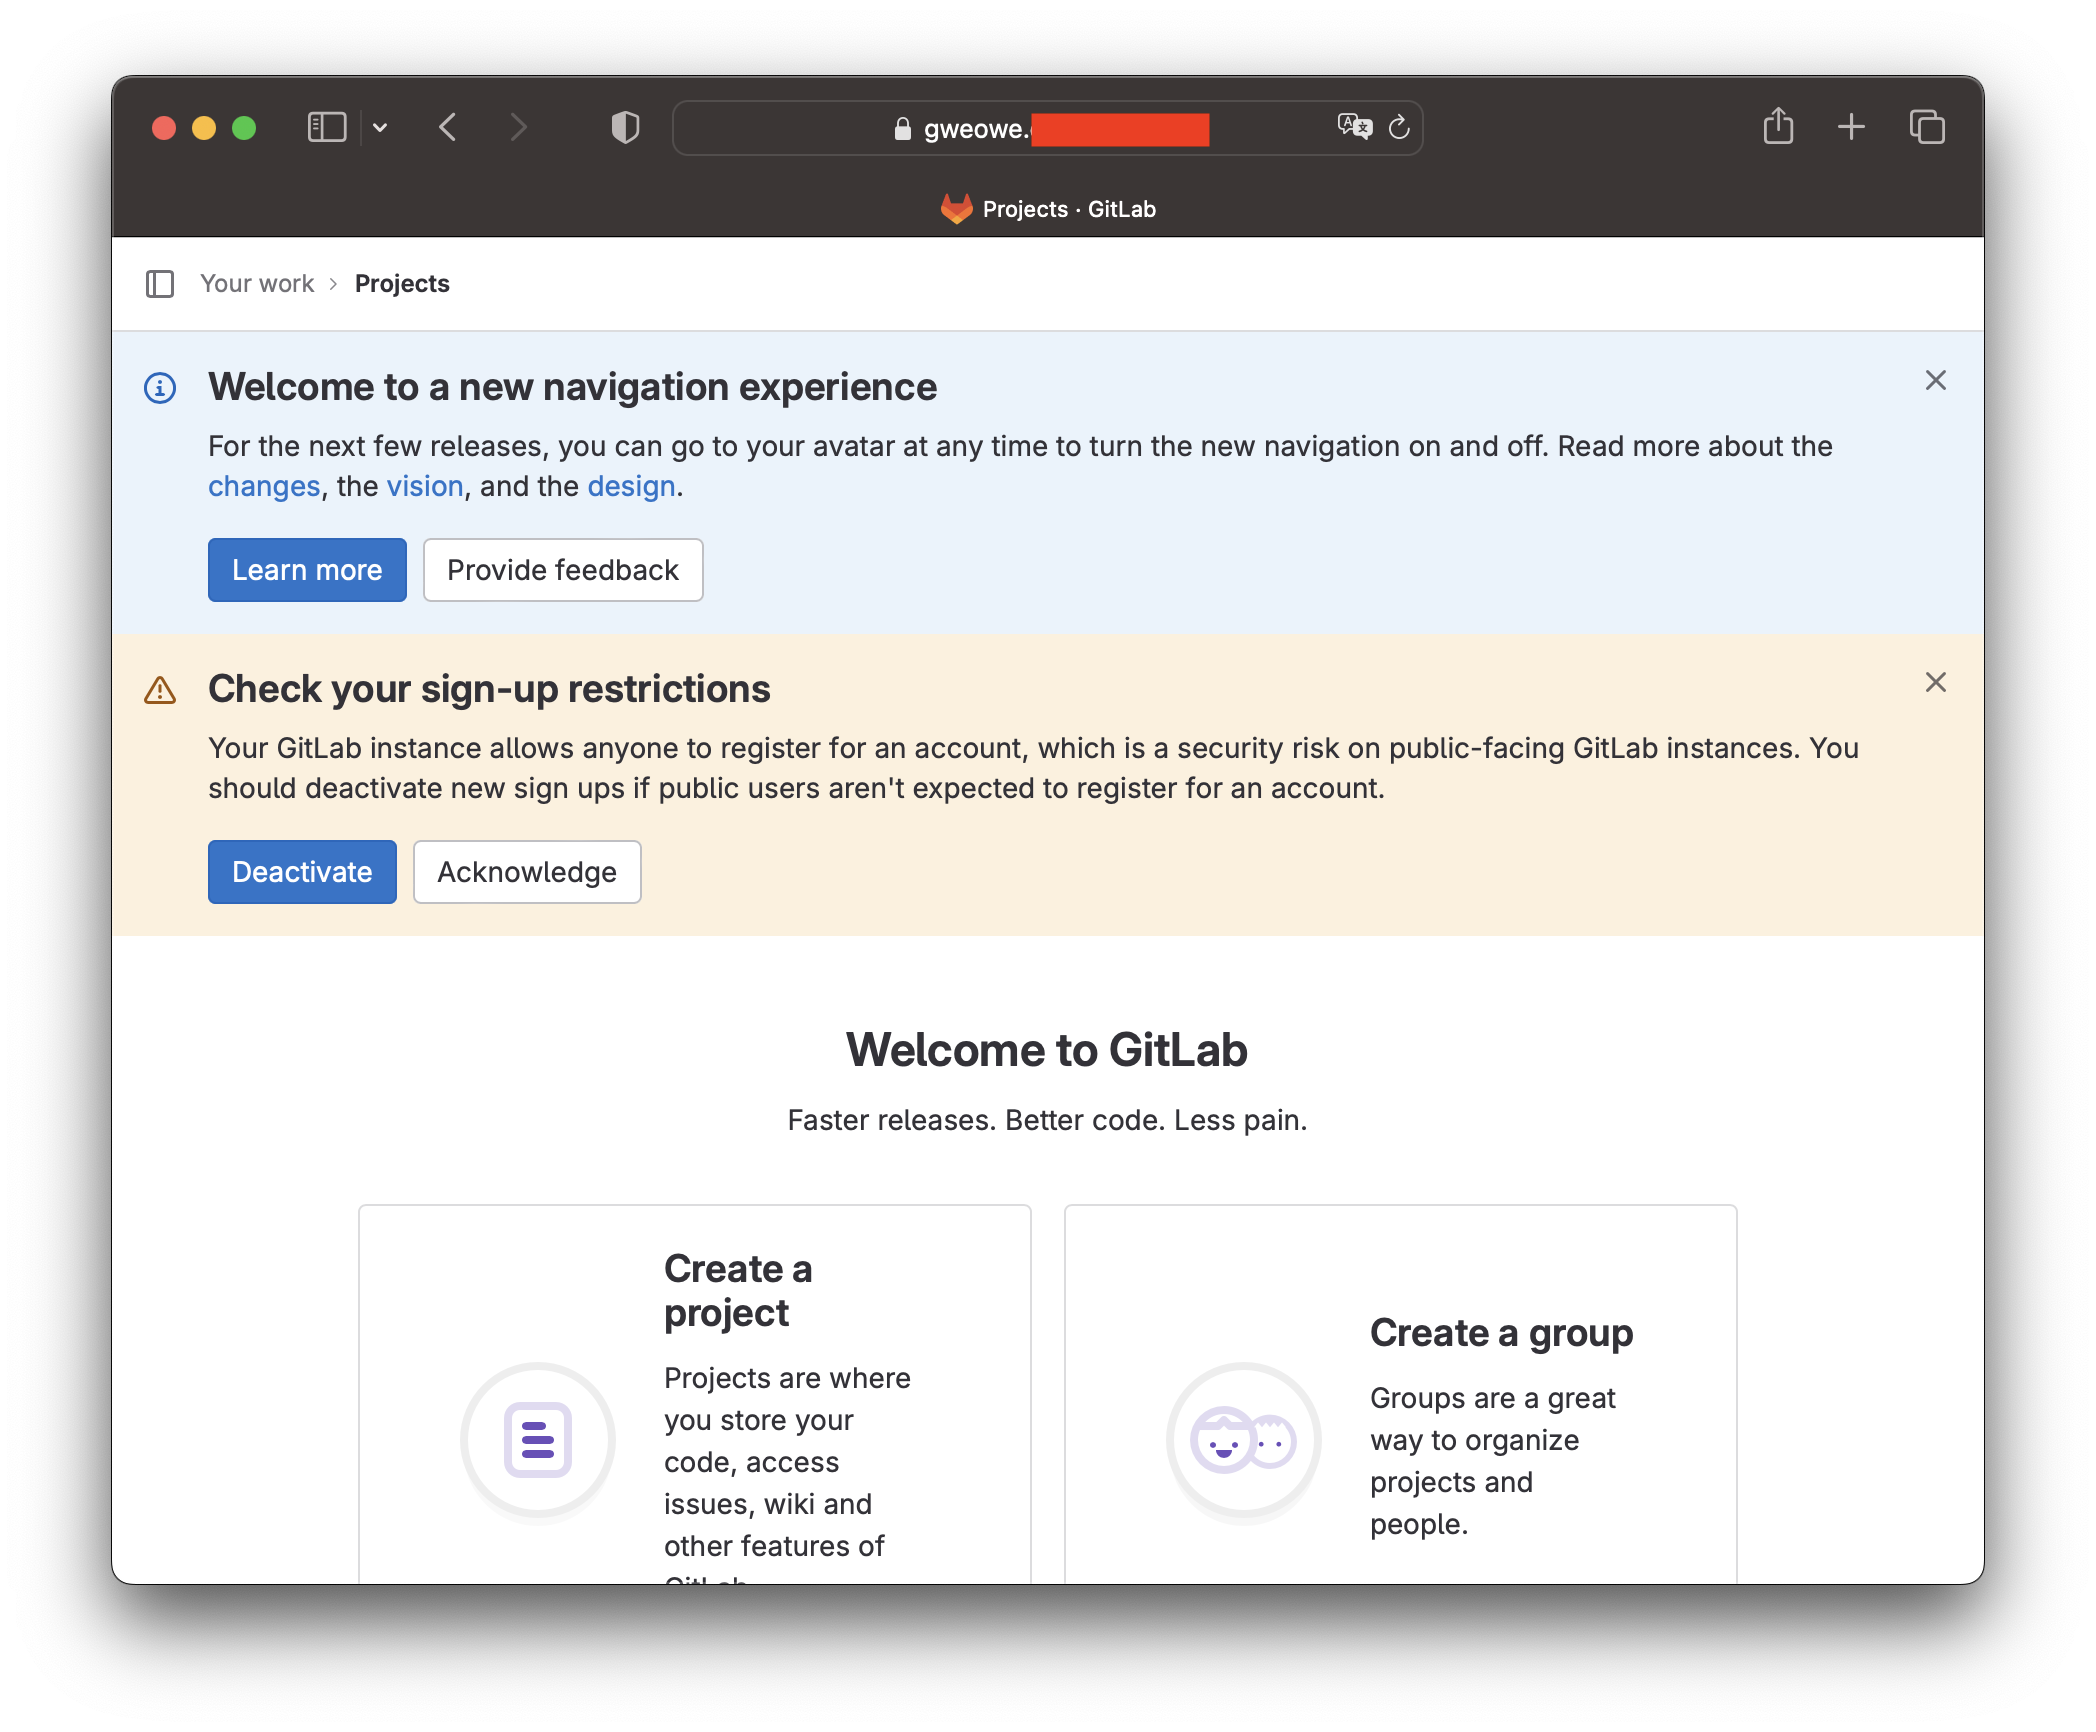 gweowe.
Projects · GitLab
Your work › Projects
Welcome to a new navigation experience
For the next few releases, you can go to your avatar at any time to turn the new navigation on and off. Read more about the
changes, the vision, and the design.
Learn more Provide feedback
Check your sign-up restrictions
Your GitLab instance allows anyone to register for an account, which is a security risk on public-facing GitLab instances. You
should deactivate new sign ups if public users aren't expected to register for an account.
Deactivate Acknowledge
Welcome to GitLab
Faster releases. Better code. Less pain.
Create a
project
Projects are where
you store your
code, access
issues, wiki and
other features of
Create a group
Groups are a great
way to organize
projects and
people.